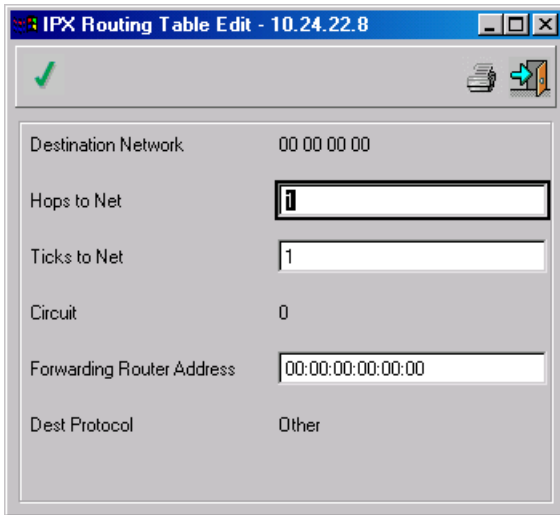 IPX Routing Table Edit - 10.24.22.8
Destination Network 00 00 00 00
Hops to Net 1
Ticks to Net 1
Circuit 0
Forwarding Router Address 00:00:00:00:00:00
Dest Protocol Other